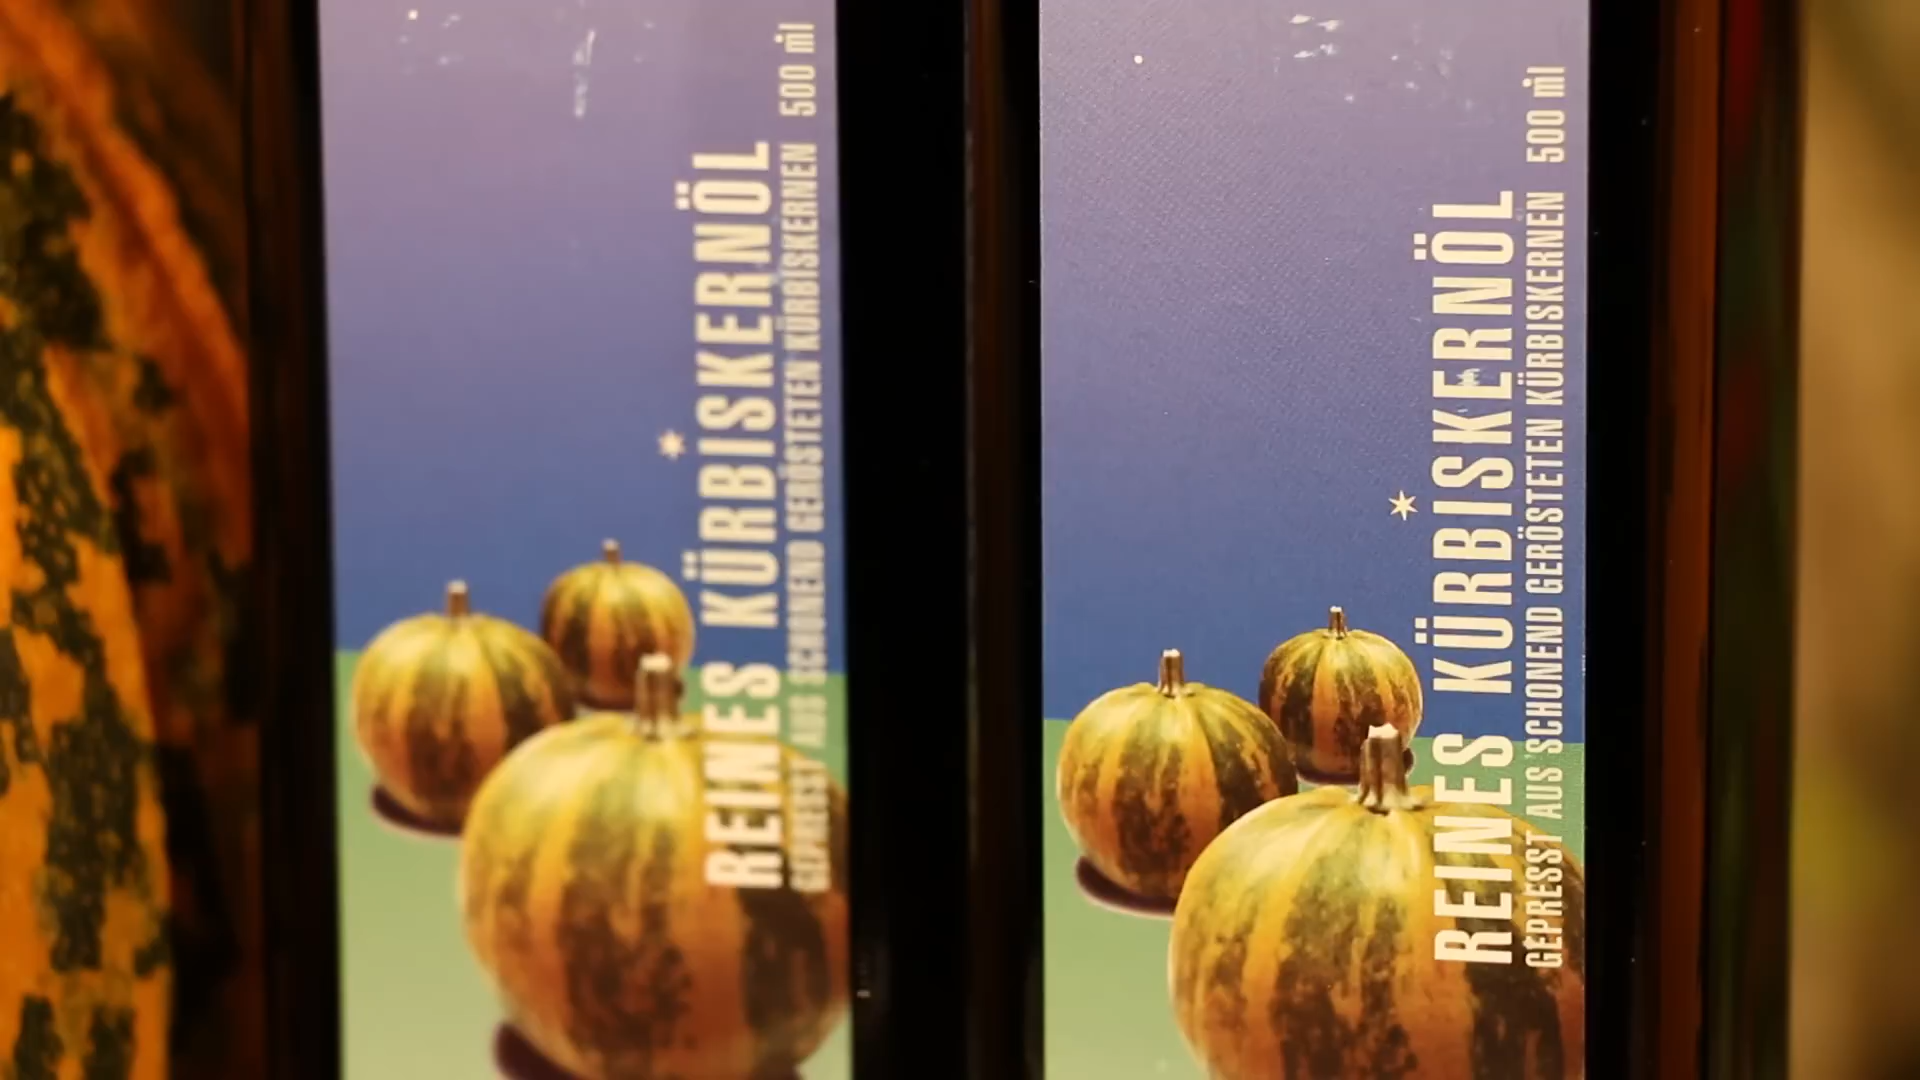 REINES KÜRBISKERNÖL
GEPRESST AUS SCHONEND GERÖSTETEN KÜRBISKERNEN 500 ml
REINES KÜRBISKERNÖL
GEPRESST AUS SCHONEND GERÖSTETEN KÜRBISKERNEN 500 ml